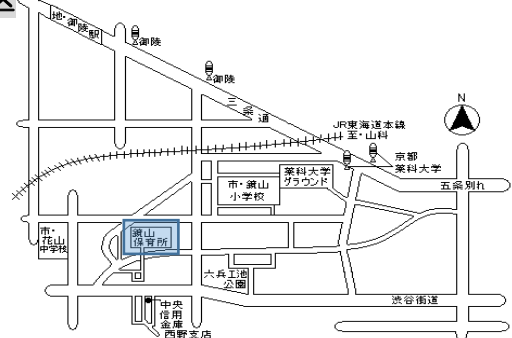 区
地・御陵駅
御陵
御陵
三条通
N
JR東海道本線
至・山科
京都
薬科大学
薬科大学
グラウンド
五条別れ
市・鏡山
小学校
市・
花山
中学校
鏡山
保育所
六兵エ池
公園
渋谷街道
中央
信用
金庫
西野支店